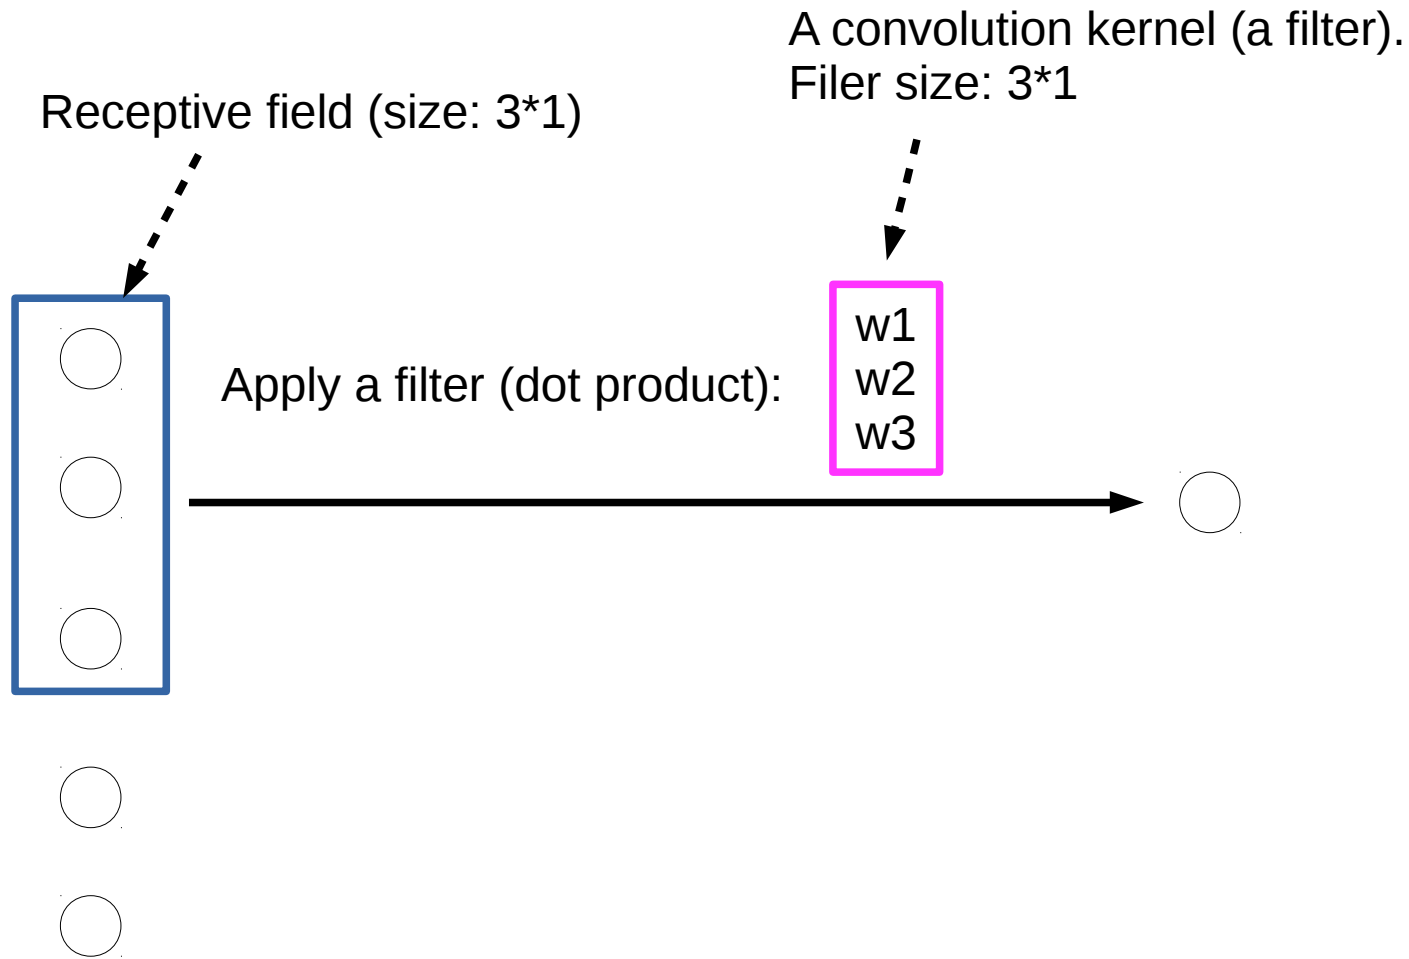 A convolution kernel (a filter).
Filer size: 3*1
Receptive field (size: 3*1)
Apply a filter (dot product):
w1
w2
w3